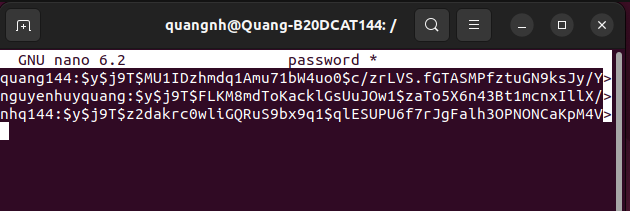 quangnh@Quang-B20DCAT144: /
GNU nano 6.2 password *
quang144:$y$j9T$MU1IDzhmdq1Amu71bW4uo0$c/zrLVS.fGTASMPfztuGN9ksJy/Y>
nguyenhuyquang:$y$j9T$FLKM8mdToKacklGsUuJOw1$zaTo5X6n43Bt1mcnxIllX/>
nhq144:$y$j9T$z2dakrc0wliGQRuS9bx9q1$qlESUPU6f7rJgFalh3OPNONCaKpM4V>